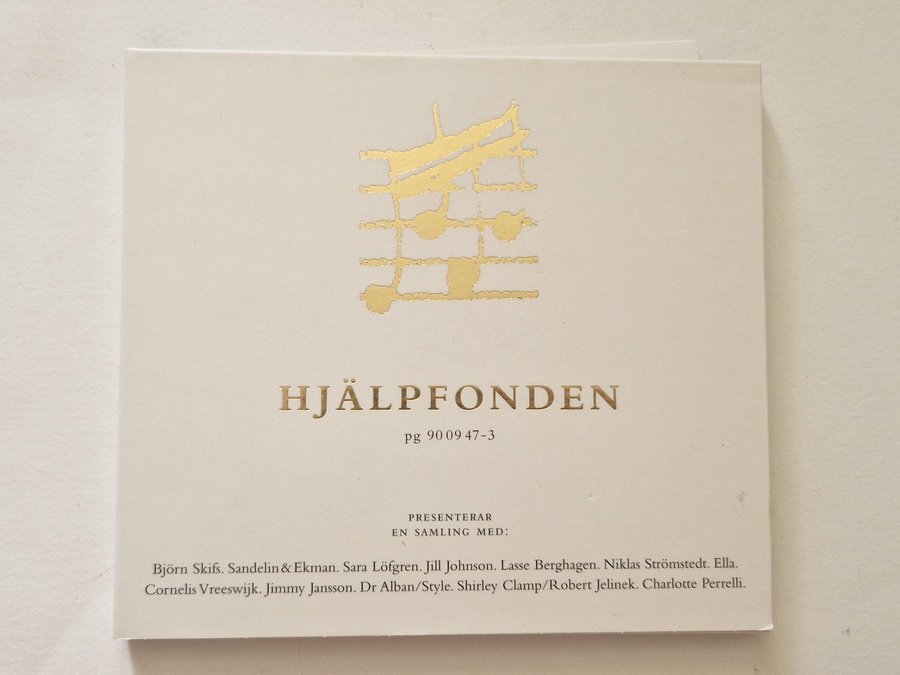 HJÄLPFONDEN
pg 90 09 47-3
PRESENTERAR
EN SAMLING MED:
Björn Skifs. Sandelin & Ekman. Sara Löfgren. Jill Johnson. Lasse Berghagen. Niklas Strömstedt. Ella.
Cornelis Vreeswijk. Jimmy Jansson. Dr Alban/Style. Shirley Clamp/Robert Jelinek. Charlotte Perrelli.